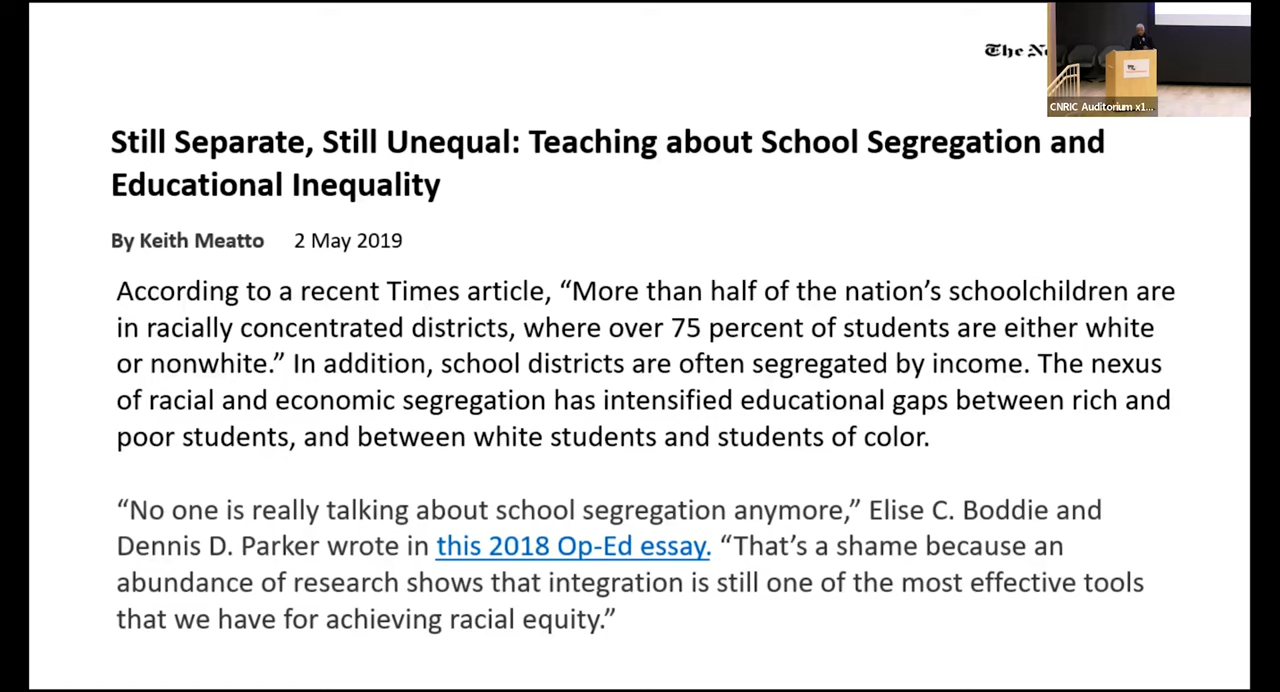 The
CNRIC Auditorium x1...
Still Separate, Still Unequal: Teaching about School Segregation and
Educational Inequality
By Keith Meatto 2 May 2019
According to a recent Times article, “More than half of the nation’s schoolchildren are
in racially concentrated districts, where over 75 percent of students are either white
or nonwhite.” In addition, school districts are often segregated by income. The nexus
of racial and economic segregation has intensified educational gaps between rich and
poor students, and between white students and students of color.
“No one is really talking about school segregation anymore,” Elise C. Boddie and
Dennis D. Parker wrote in this 2018 Op-Ed essay. “That’s a shame because an
abundance of research shows that integration is still one of the most effective tools
that we have for achieving racial equity.”